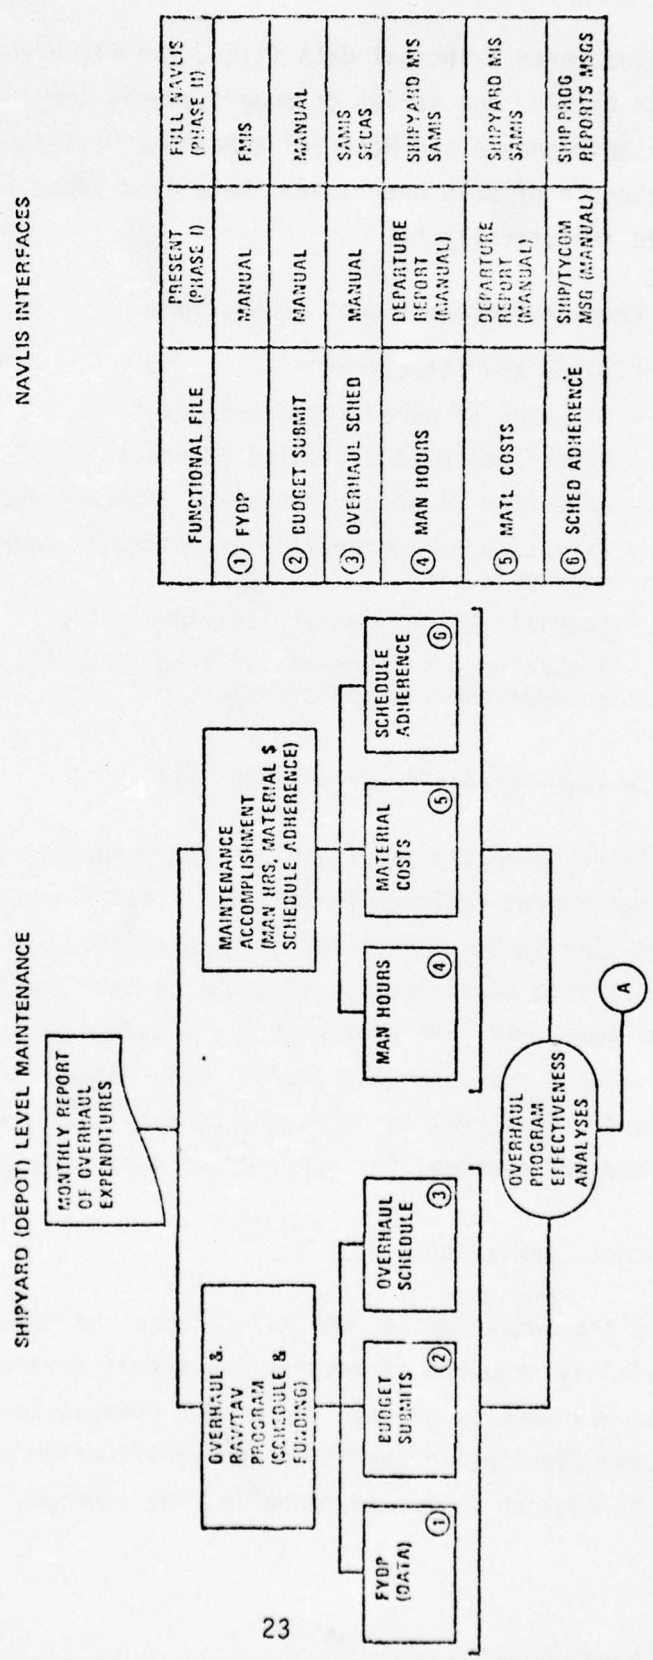 SHIPYARD (DEPOT) LEVEL MAINTENANCE
MONTHLY REPORT
OF OVERHAUL
EXPENDITURES
OVERHAUL &
RAV/TAV
PROGRAM
(SCHEDULE &
FUNDING)
MAINTENANCE
ACCOMPLISHMENT
(MAN HRS, MATERIAL $
SCHEDULE ADHERENCE)
FYDP
(DATA)
1
BUDGET
SUBMITS
2
OVERHAUL
SCHEDULE
3
MAN HOURS
4
MATERIAL
COSTS
5
SCHEDULE
ADHERENCE
6
OVERHAUL
PROGRAM
EFFECTIVENESS
ANALYSES
A
NAVLIS INTERFACES
FUNCTIONAL FILE
PRESENT
(PHASE I)
FULL NAVLIS
(PHASE II)
1 FYDP
MANUAL
FMIS
2 BUDGET SUBMIT
MANUAL
MANUAL
3 OVERHAUL SCHED
MANUAL
SAMIS
SECAS
4 MAN HOURS
DEPARTURE
REPORT
(MANUAL)
SHIPYARD MIS
SAMIS
5 MATL COSTS
DEPARTURE
REPORT
(MANUAL)
SHIPYARD MIS
SAMIS
6 SCHED ADHERENCE
SHIP/TYCOM
MSG (MANUAL)
SHIP PROG
REPORTS MSGS
23